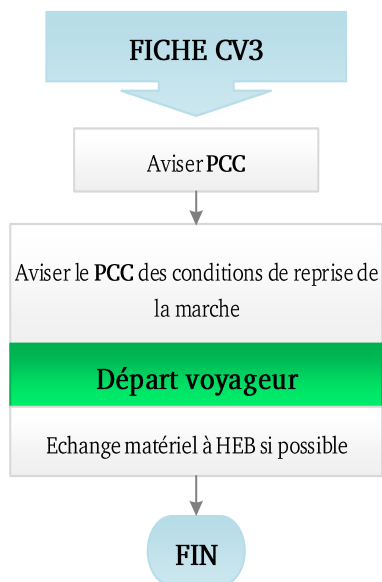 FICHE CV3
Aviser PCC
Aviser le PCC des conditions de reprise de
la marche
Départ voyageur
Echange matériel à HEB si possible
FIN